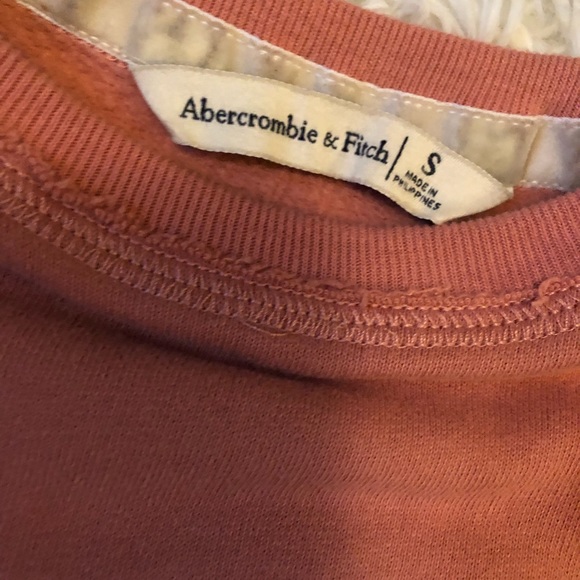 Abercrombie & Fitch
S
MADE IN
PHILIPPINES